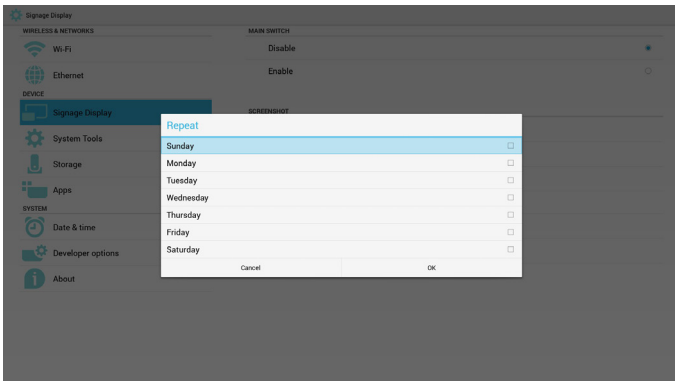 Signage Display
WIRELESS & NETWORKS
Wi-Fi
Ethernet
DEVICE
Signage Display
System Tools
Storage
Apps
SYSTEM
Date & time
Developer options
About
MAIN SWITCH
Disable
Enable
SCREENSHOT
Repeat
Sunday
Monday
Tuesday
Wednesday
Thursday
Friday
Saturday
Cancel OK